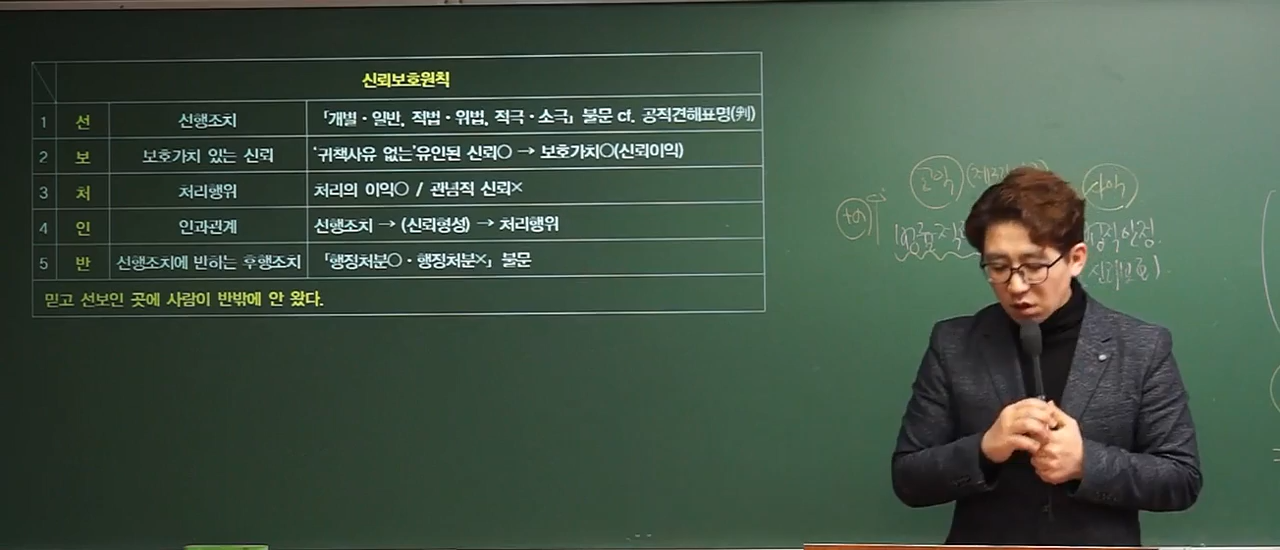 신뢰보호원칙
1 선 선행조치 「개별·일반, 적법·위법, 적극·소극」 불문 cf. 공적견해표명(判)
2 보 보호가치 있는 신뢰 '귀책사유 없는'유인된 신뢰○ → 보호가치○(신뢰이익)
3 처 처리행위 처리의 이익○ / 관념적 신뢰×
4 인 인과관계 선행조치 → (신뢰형성) → 처리행위
5 반 선행조치에 반하는 후행조치 「행정처분○·행정처분×」 불문
믿고 선보인 곳에 사람이 반밖에 안 왔다.
공익 사익